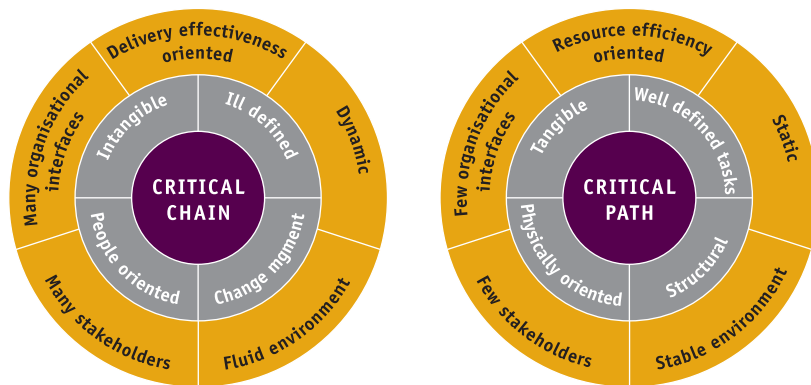 Delivery effectiveness
oriented
Dynamic
Fluid environment
Many stakeholders
Many organisational
interfaces
Intangible
Ill defined
Change mgment
People oriented
CRITICAL
CHAIN
Resource efficiency
oriented
Static
Stable environment
Few stakeholders
Few organisational
interfaces
Tangible
Well defined tasks
Structural
Physically oriented
CRITICAL
PATH